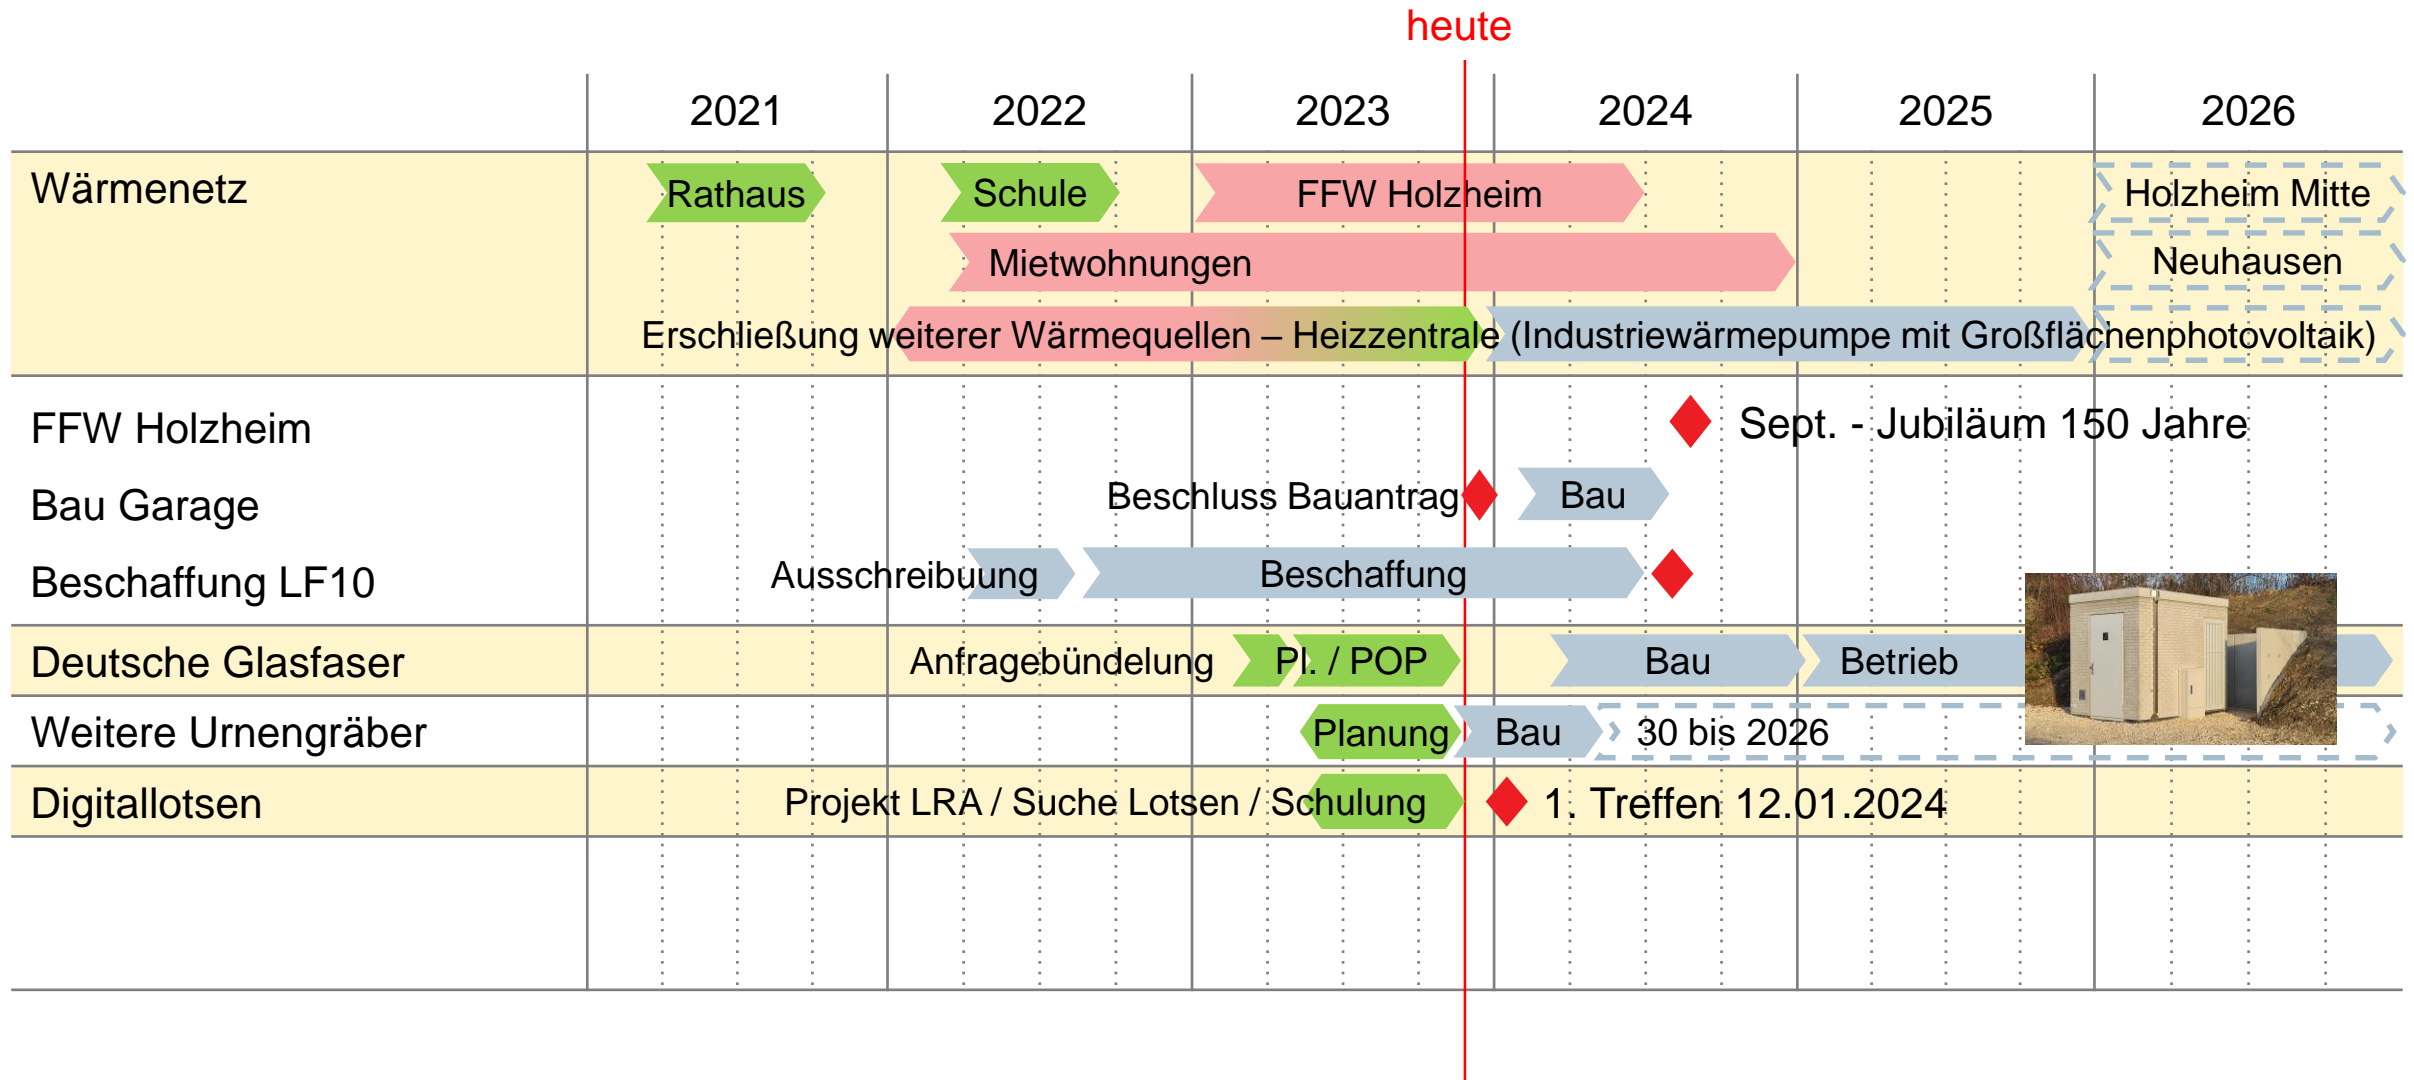 heute
2021 2022 2023 2024 2025 2026
Wärmenetz Rathaus Schule FFW Holzheim Holzheim Mitte
Mietwohnungen Neuhausen
Erschließung weiterer Wärmequellen – Heizzentrale (Industriewärmepumpe mit Großflächenphotovoltaik)
FFW Holzheim Sept. - Jubiläum 150 Jahre
Bau Garage Beschluss Bauantrag Bau
Beschaffung LF10 Ausschreibuung Beschaffung
Deutsche Glasfaser Anfragebündelung Pl. / POP Bau Betrieb
Weitere Urnengräber Planung Bau 30 bis 2026
Digitallotsen Projekt LRA / Suche Lotsen / Schulung 1. Treffen 12.01.2024